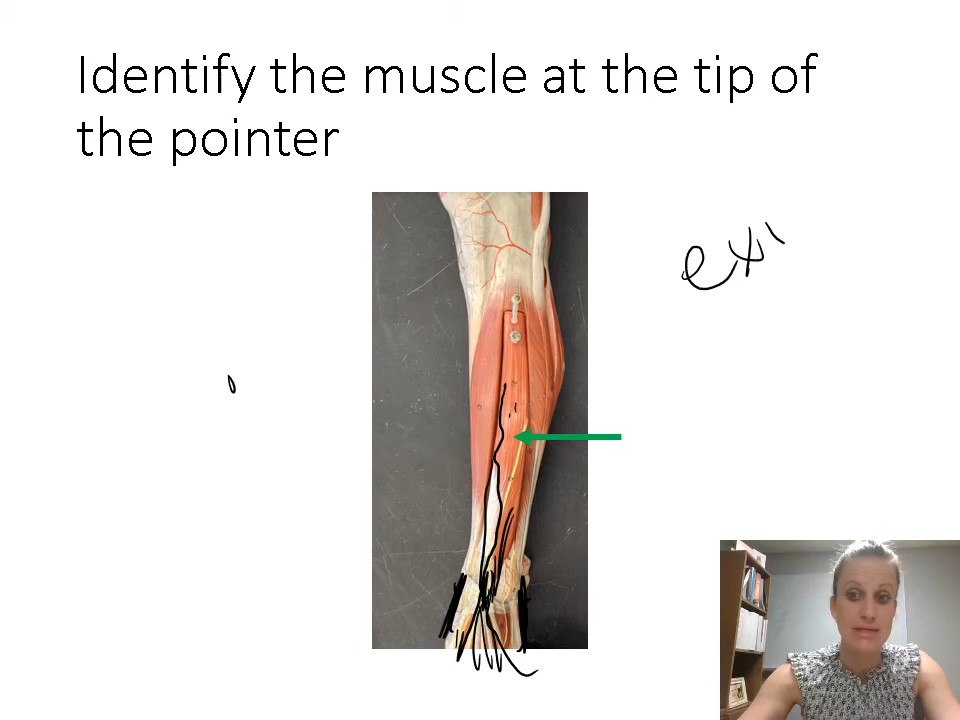 Identify the muscle at the tip of
the pointer